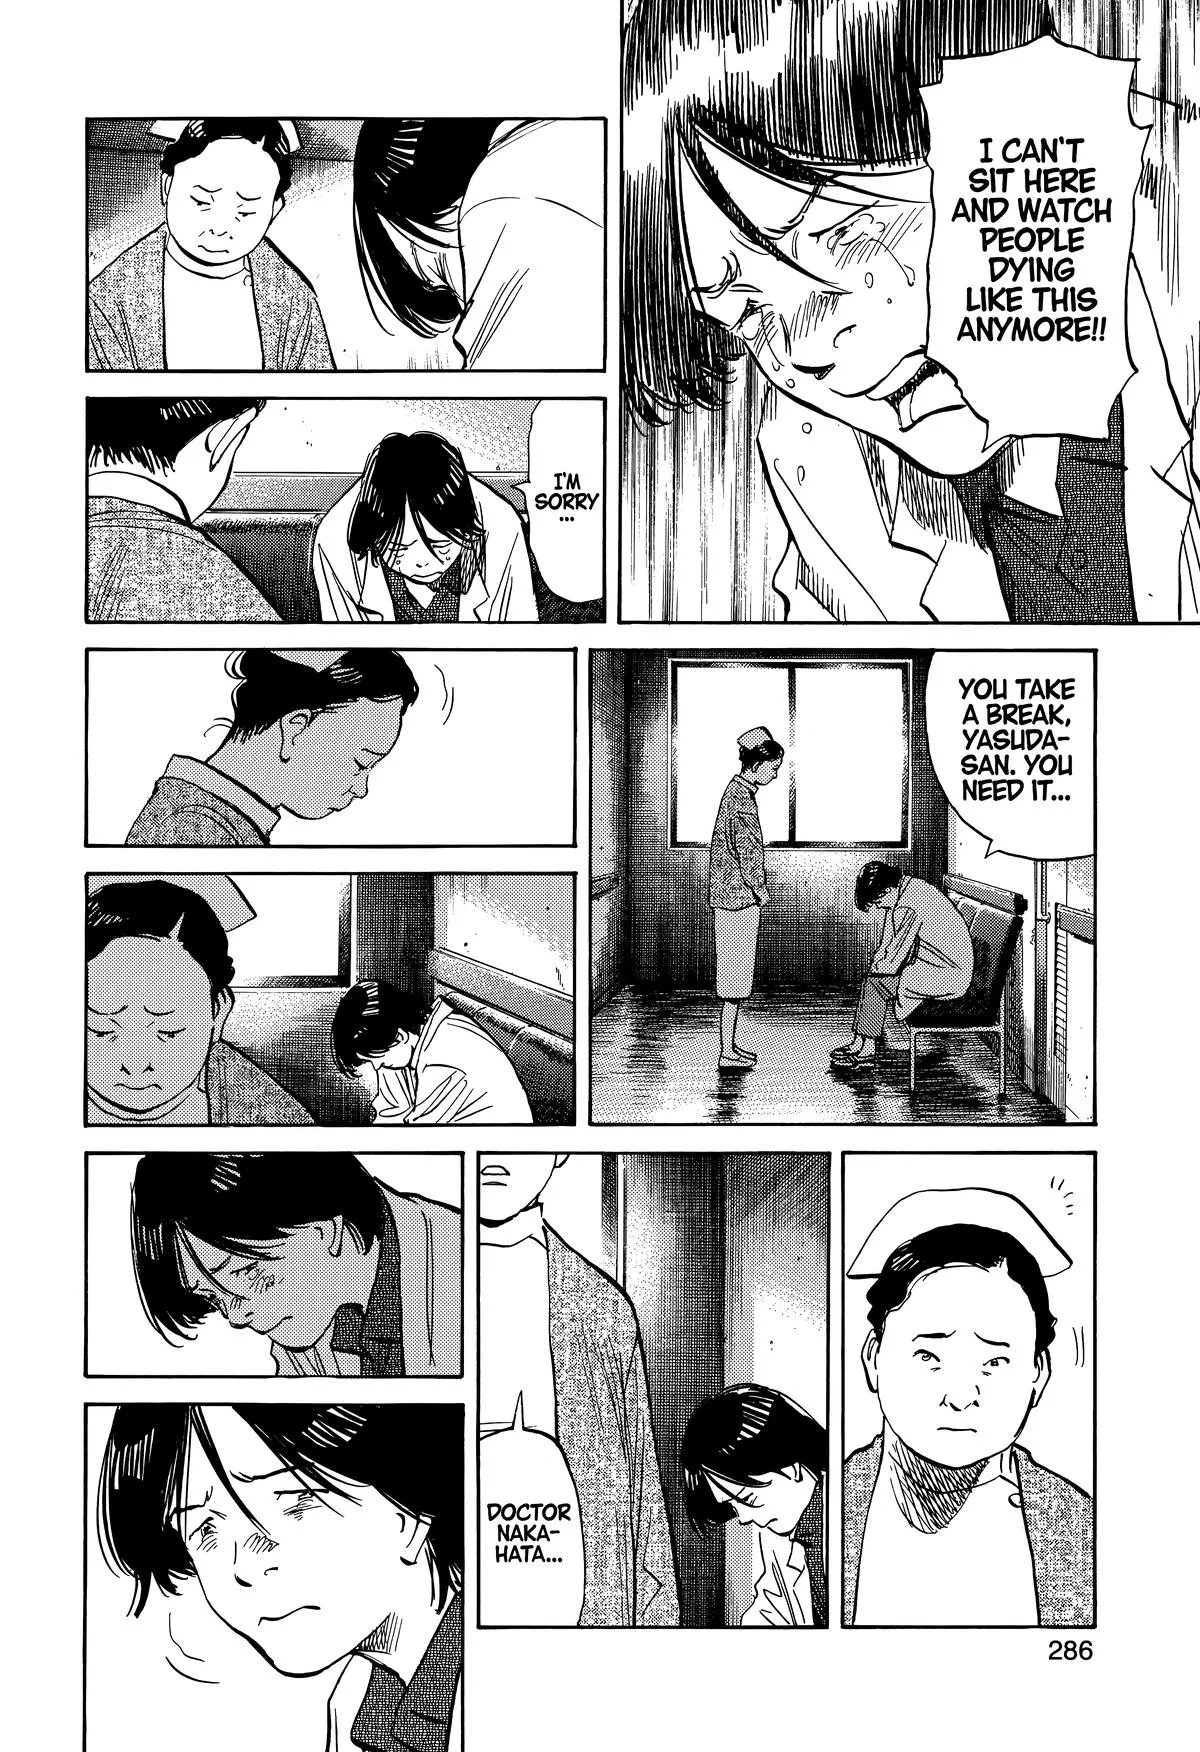 I CAN'T
SIT HERE
AND WATCH
PEOPLE
DYING
LIKE THIS
ANYMORE!!
I'M
SORRY
...
YOU TAKE
A BREAK,
YASUDA-
SAN. YOU
NEED IT...
DOCTOR
NAKA-
HATA...
286